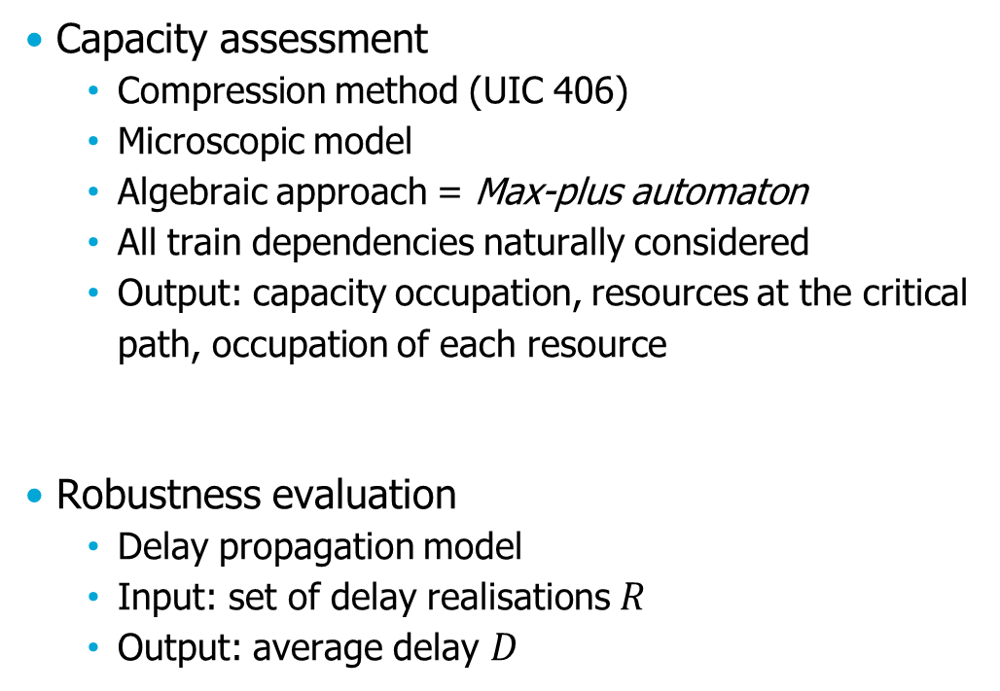 • Capacity assessment
• Compression method (UIC 406)
• Microscopic model
• Algebraic approach = Max-plus automaton
• All train dependencies naturally considered
• Output: capacity occupation, resources at the critical
path, occupation of each resource
• Robustness evaluation
• Delay propagation model
• Input: set of delay realisations R
• Output: average delay D